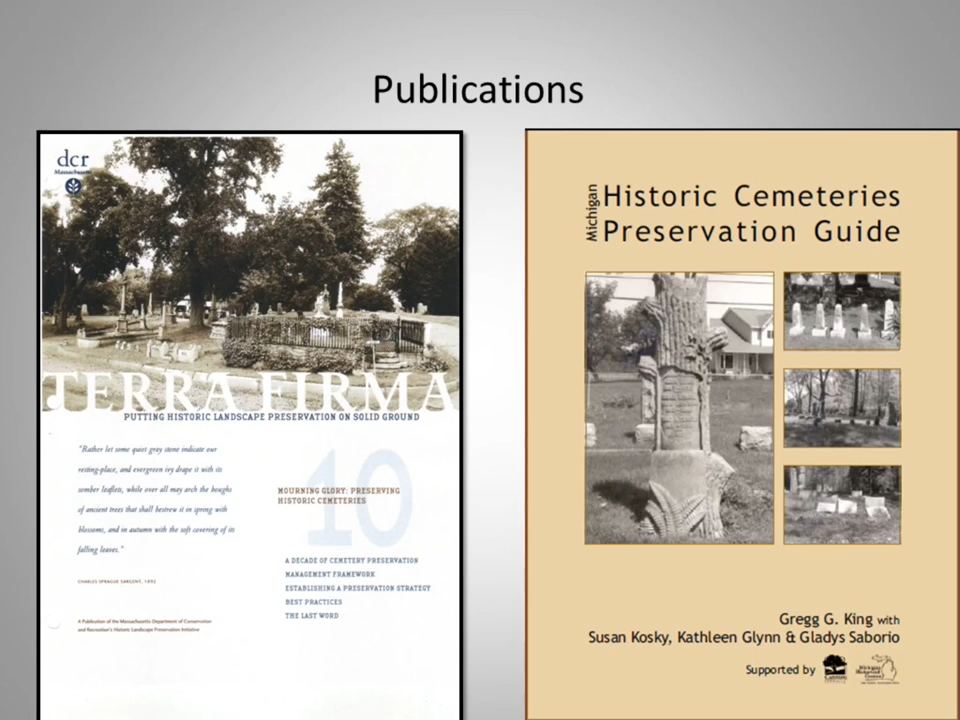 Publications
dcr
Massachusetts
TERRA FIRMA
PUTTING HISTORIC LANDSCAPE PRESERVATION ON SOLID GROUND
"Rather let some quiet gray stone indicate our
resting-place, and evergreen ivy drape it with its
somber leaflets, while over all may arch the boughs
of ancient trees that shall bestrew it in spring with
blossoms, and in autumn with the soft covering of its
falling leaves."
CHARLES SPRAGUE SARGENT, 1892
A Publication of the Massachusetts Department of Conservation
and Recreation's Historic Landscape Preservation Initiative
10
MOURNING GLORY: PRESERVING
HISTORIC CEMETERIES
A DECADE OF CEMETERY PRESERVATION
MANAGEMENT FRAMEWORK
ESTABLISHING A PRESERVATION STRATEGY
BEST PRACTICES
THE LAST WORD
Michigan
Historic Cemeteries
Preservation Guide
Gregg G. King with
Susan Kosky, Kathleen Glynn & Gladys Saborio
Supported by